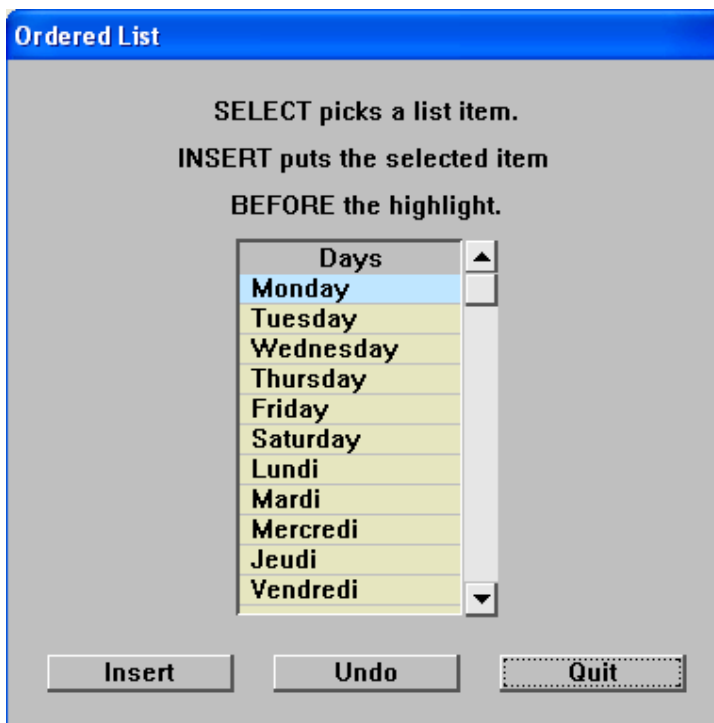 Ordered List
SELECT picks a list item.
INSERT puts the selected item
BEFORE the highlight.
Days
Monday
Tuesday
Wednesday
Thursday
Friday
Saturday
Lundi
Mardi
Mercredi
Jeudi
Vendredi
Insert Undo Quit